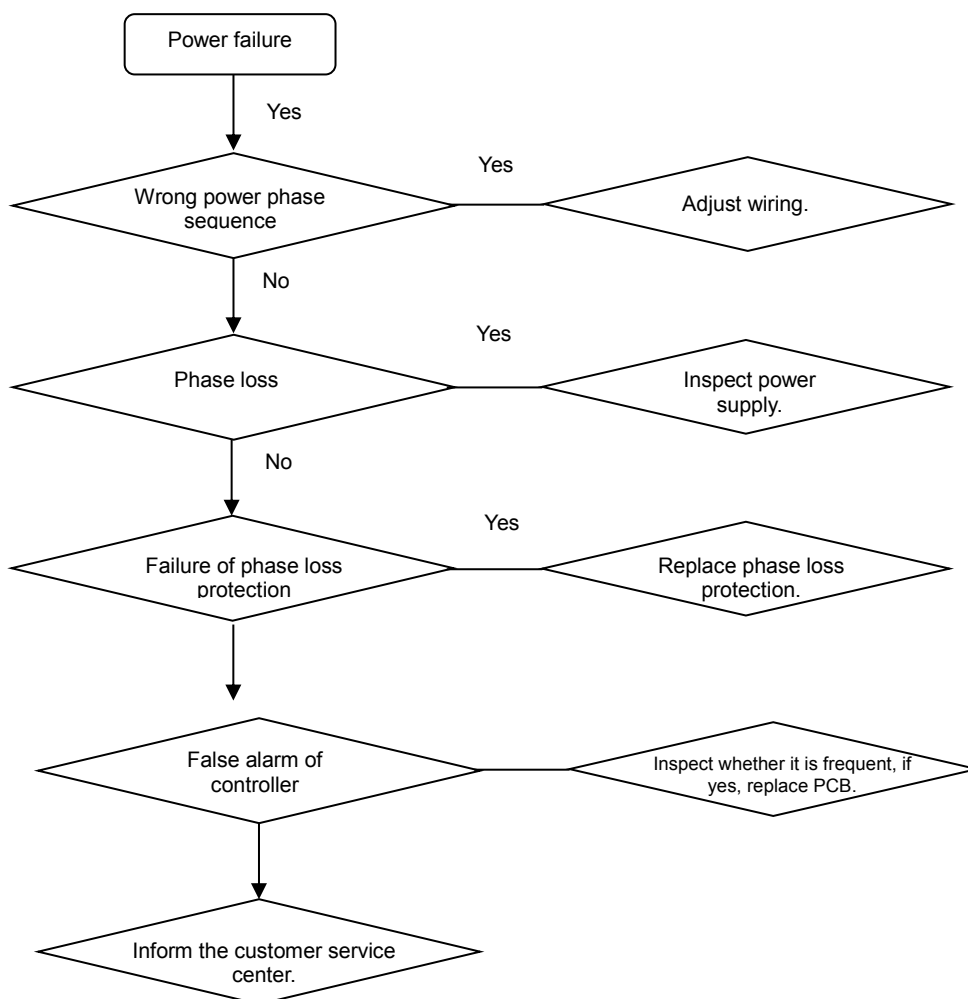 Power failure
Yes
Yes
Wrong power phase
sequence
Adjust wiring.
No
Yes
Phase loss
Inspect power
supply.
No
Yes
Failure of phase loss
protection
Replace phase loss
protection.
False alarm of
controller
Inspect whether it is frequent, if
yes, replace PCB.
Inform the customer service
center.